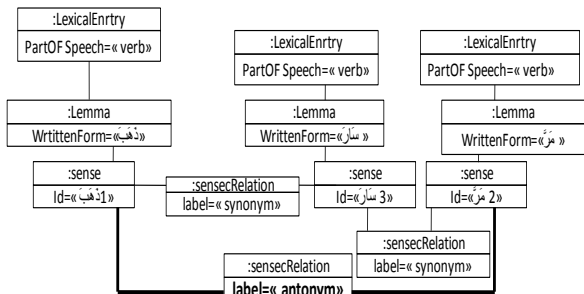 :LexicalEnrtry
PartOF Speech=« verb»
:LexicalEnrtry
PartOF Speech=« verb»
:LexicalEnrtry
PartOF Speech=« verb»
:Lemma
WrtittenForm=«ذْهَبَ»
:Lemma
WrittenForm=«سَارَ »
:Lemma
WrittenForm=« مَرَّ»
:sense
Id=«ذْهَبَ1»
:sensecRelation
label=« synonym»
:sense
Id=«سَارَ 3»
:sense
Id=«مَرَّ 2»
:sensecRelation
label=« synonym»
:sensecRelation
label=« antonym»